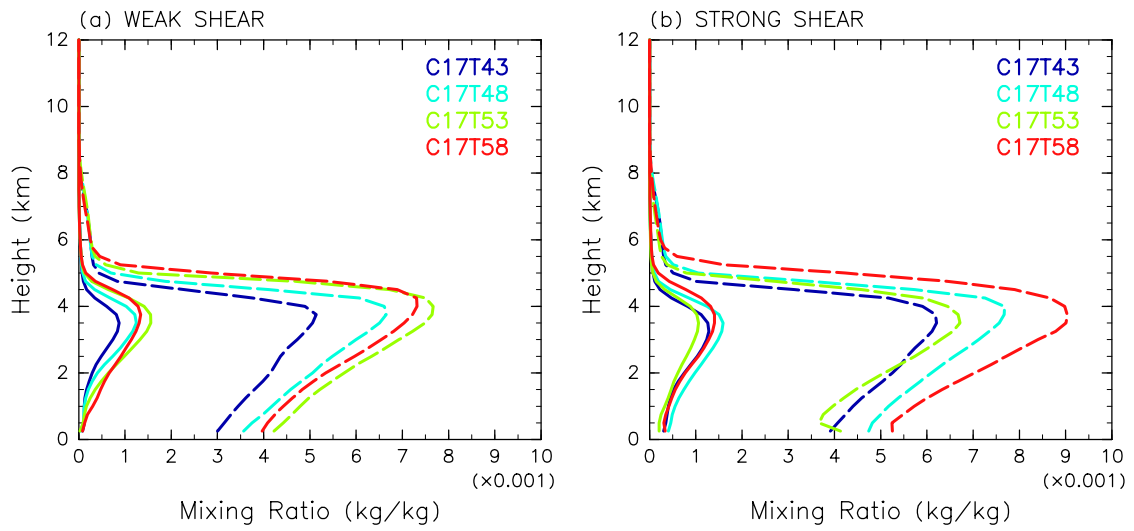 (a) WEAK SHEAR
12
10
8
6
4
2
0
Height (km)
C17T43
C17T48
C17T53
C17T58
0 1 2 3 4 5 6 7 8 9 10
(×0.001)
Mixing Ratio (kg/kg)
(b) STRONG SHEAR
12
10
8
6
4
2
0
Height (km)
C17T43
C17T48
C17T53
C17T58
0 1 2 3 4 5 6 7 8 9 10
(×0.001)
Mixing Ratio (kg/kg)